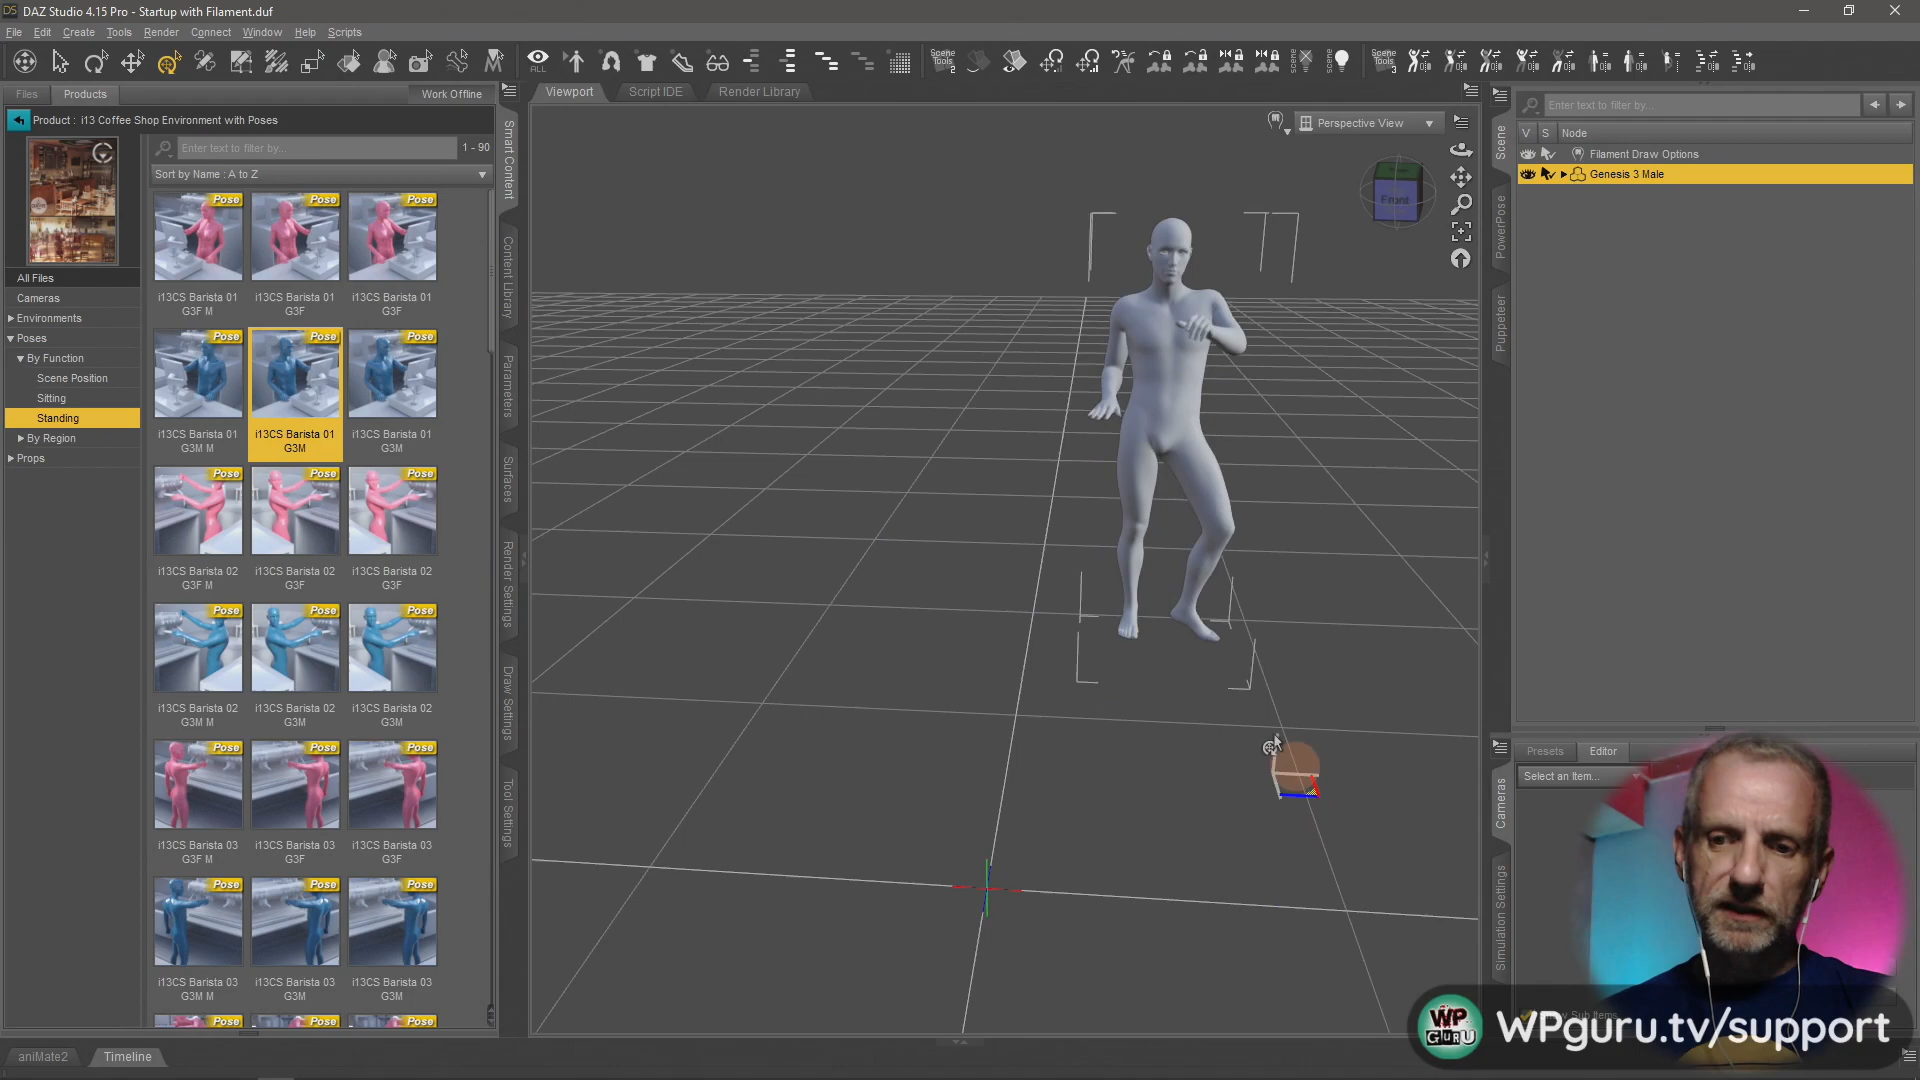 DAZ Studio 4.15 Pro - Startup with Filament.duf
File Edit Create Tools Render Connect Window Help Scripts
ALL
Scene Tools 2
Scene Tools 3
Files Products Work Offline
Product : i13 Coffee Shop Environment with Poses
Enter text to filter by...
1 - 90
Sort by Name : A to Z
All Files
Cameras
Environments
Poses
By Function
Scene Position
Sitting
Standing
By Region
Props
Pose Pose Pose
i13CS Barista 01 G3F M
i13CS Barista 01 G3F
i13CS Barista 01 G3F
Pose Pose Pose
i13CS Barista 01 G3M M
i13CS Barista 01 G3M
i13CS Barista 01 G3M
Pose Pose Pose
i13CS Barista 02 G3F M
i13CS Barista 02 G3F
i13CS Barista 02 G3F
Pose Pose Pose
i13CS Barista 02 G3M M
i13CS Barista 02 G3M
i13CS Barista 02 G3M
Pose Pose Pose
i13CS Barista 03 G3F M
i13CS Barista 03 G3F
i13CS Barista 03 G3F
Pose Pose Pose
i13CS Barista 03 G3M M
i13CS Barista 03 G3M
i13CS Barista 03 G3M
Pose Pose Pose
Smart Content
Content Library
Parameters
Surfaces
Render Settings
Draw Settings
Tool Settings
Viewport Script IDE Render Library
Perspective View
Front
Scene
PowerPose
Puppeteer
Enter text to filter by...
V S Node
Filament Draw Options
Genesis 3 Male
Presets Editor
Select an Item...
Cameras
Simulation Settings
Sub Items
WP GURU
WPguru.tv/support
aniMate2 Timeline